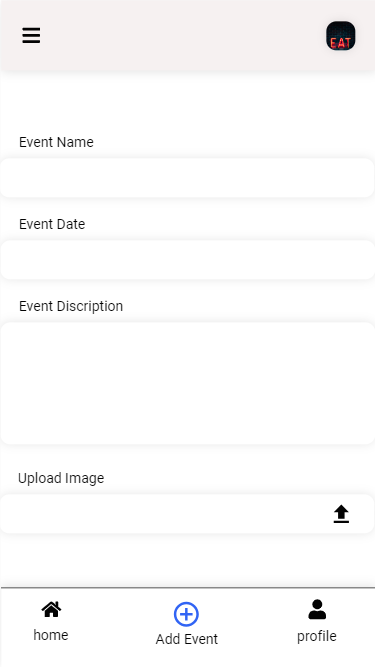 EAT
Event Name
Event Date
Event Discription
Upload Image
home
Add Event
profile